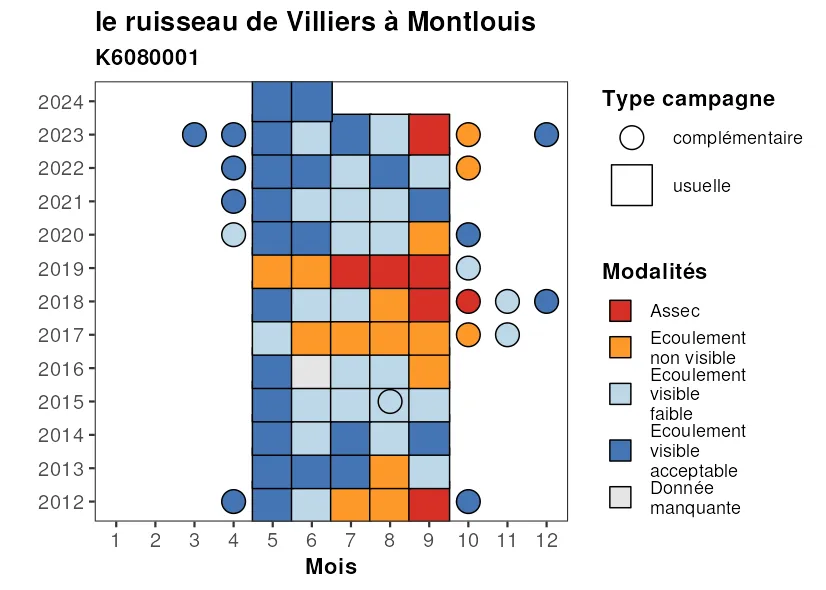 le ruisseau de Villiers à Montlouis
K6080001
2024
2023
2022
2021
2020
2019
2018
2017
2016
2015
2014
2013
2012
1 2 3 4 5 6 7 8 9 10 11 12
Mois
Type campagne
complémentaire
usuelle
Modalités
Assec
Ecoulement
non visible
Ecoulement
visible
faible
Ecoulement
visible
acceptable
Donnée
manquante